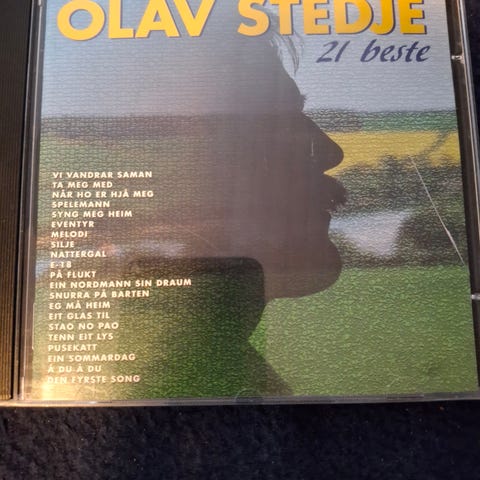 OLAV STEDJE
21 beste
VI VANDRAR SAMAN
TA MEG MED
NÅR HO ER HJÅ MEG
SPELEMANN
SYNG MEG HEIM
EVENTYR
MELODI
SILJE
NATTERGAL
E-18
PÅ FLUKT
EIN NORDMANN SIN DRAUM
SNURRA PÅ BARTEN
EG MÅ HEIM
EIT GLAS TIL
STAO NO PAO
TENN EIT LYS
PUSEKATT
EIN SOMMARDAG
Å DU Å DU
DEN FYRSTE SONG